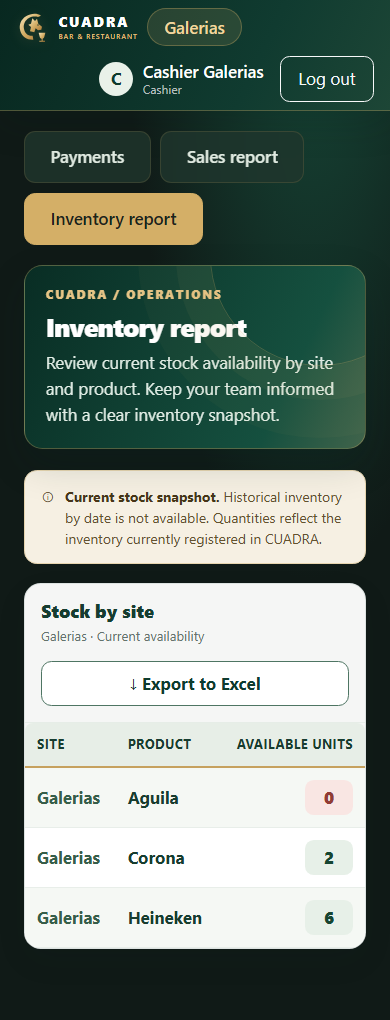 CUADRA
BAR & RESTAURANT
Galerias
C
Cashier Galerias
Cashier
Log out
Payments
Sales report
Inventory report
CUADRA / OPERATIONS
Inventory report
Review current stock availability by site
and product. Keep your team informed
with a clear inventory snapshot.
Current stock snapshot. Historical inventory
by date is not available. Quantities reflect the
inventory currently registered in CUADRA.
Stock by site
Galerias · Current availability
↓ Export to Excel
SITE PRODUCT AVAILABLE UNITS
Galerias Aguila 0
Galerias Corona 2
Galerias Heineken 6